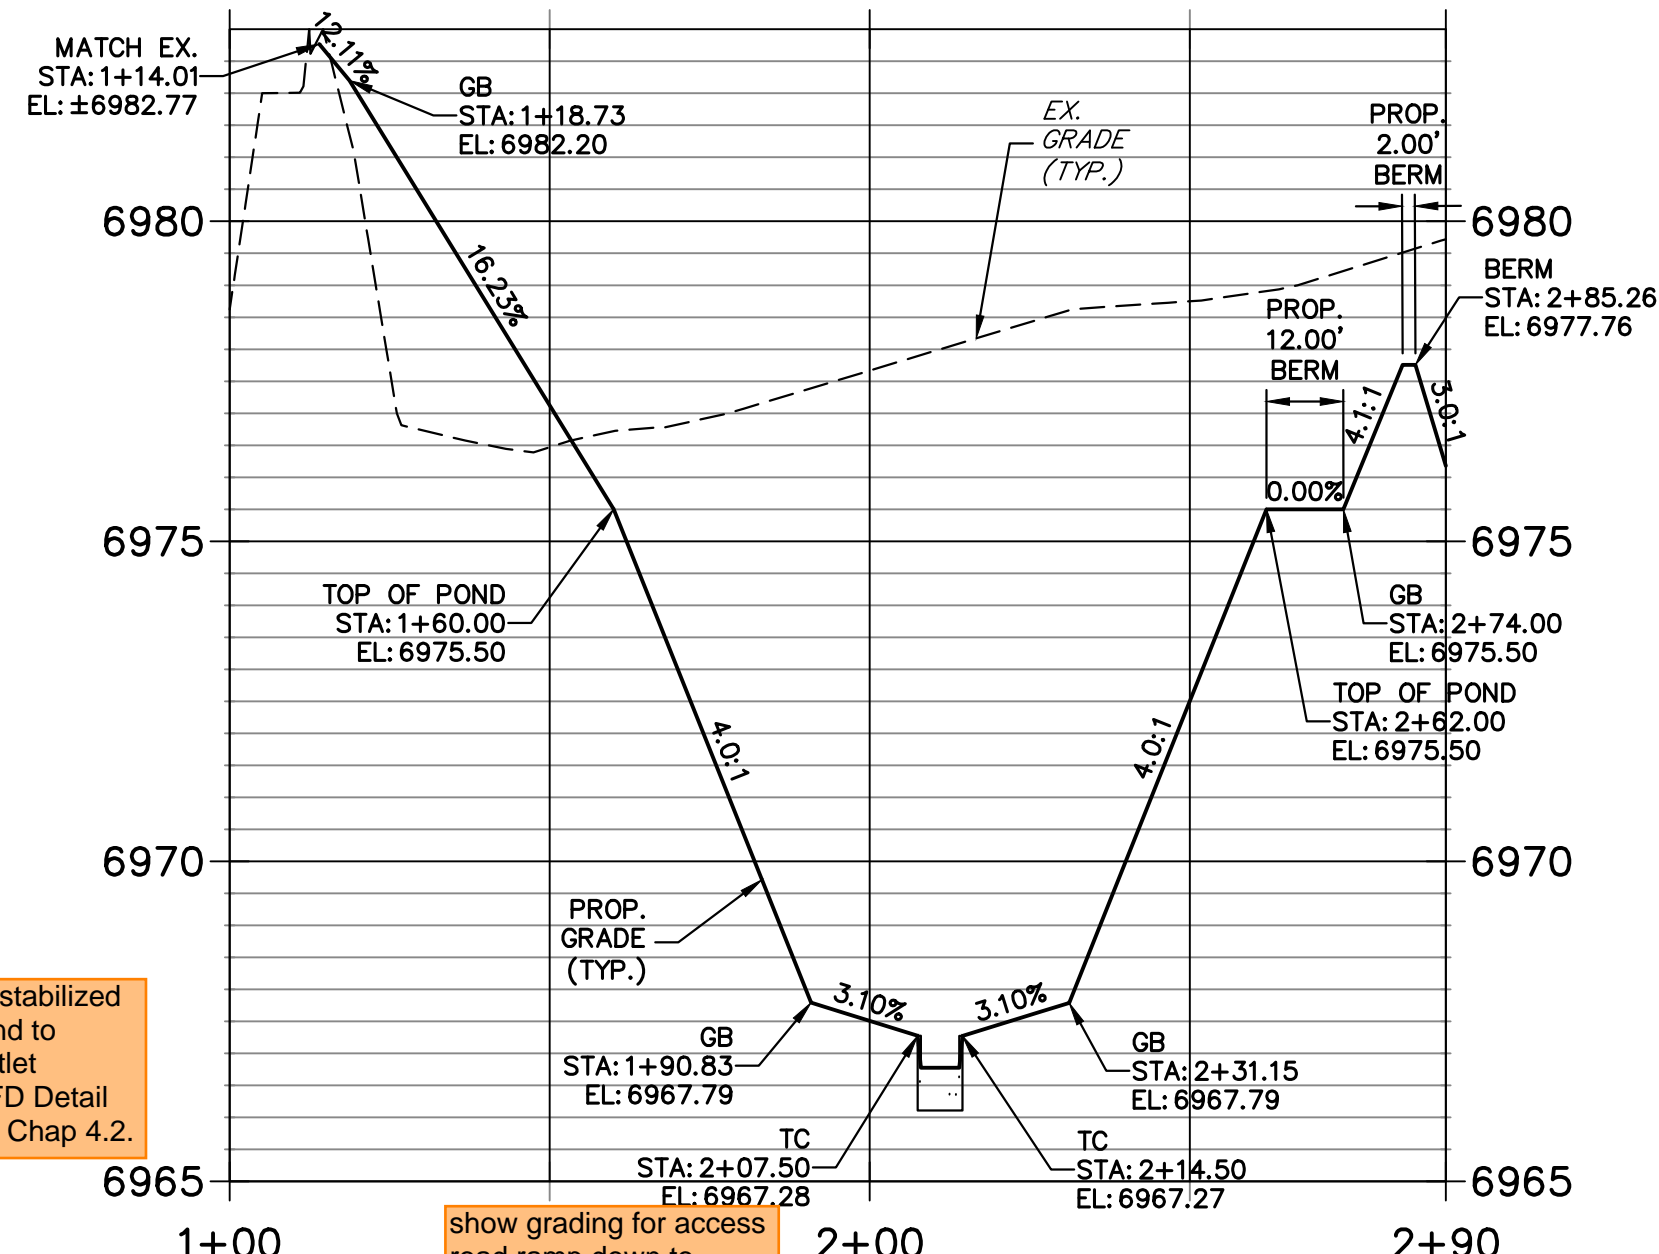 MATCH EX.
STA: 1+14.01
EL: ±6982.77
12.11%
GB
STA: 1+18.73
EL: 6982.20
EX.
GRADE
(TYP.)
PROP.
2.00'
BERM
6980
6980
16.23%
BERM
STA: 2+85.26
EL: 6977.76
PROP.
12.00'
BERM
4.1:1
3.0:1
0.00%
6975
6975
TOP OF POND
STA: 1+60.00
EL: 6975.50
GB
STA: 2+74.00
EL: 6975.50
TOP OF POND
STA: 2+62.00
EL: 6975.50
4.0:1
4.0:1
6970
6970
PROP.
GRADE
(TYP.)
3.10%
3.10%
GB
STA: 1+90.83
EL: 6967.79
GB
STA: 2+31.15
EL: 6967.79
stabilized
nd to
tlet
FD Detail
Chap 4.2.
TC
STA: 2+07.50
EL: 6967.28
TC
STA: 2+14.50
EL: 6967.27
6965
6965
show grading for access
road ramp down to
1+00
2+00
2+90